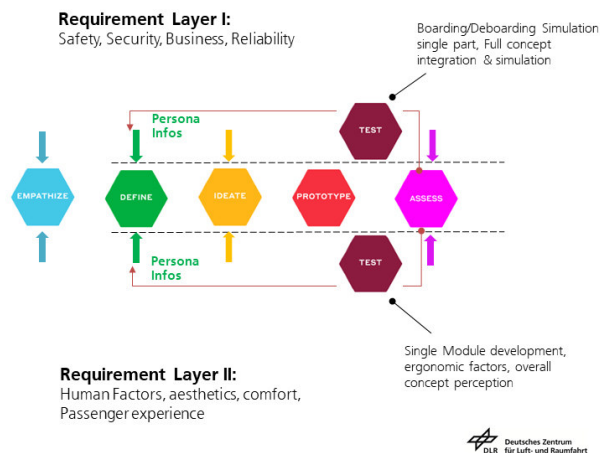 Requirement Layer I:
Safety, Security, Business, Reliability
Boarding/Deboarding Simulation
single part, Full concept
integration & simulation
Persona
Infos
TEST
EMPATHIZE
DEFINE
IDEATE
PROTOTYPE
ASSESS
Persona
Infos
TEST
Single Module development,
ergonomic factors, overall
concept perception
Requirement Layer II:
Human Factors, aesthetics, comfort,
Passenger experience
DLR
Deutsches Zentrum
für Luft- und Raumfahrt